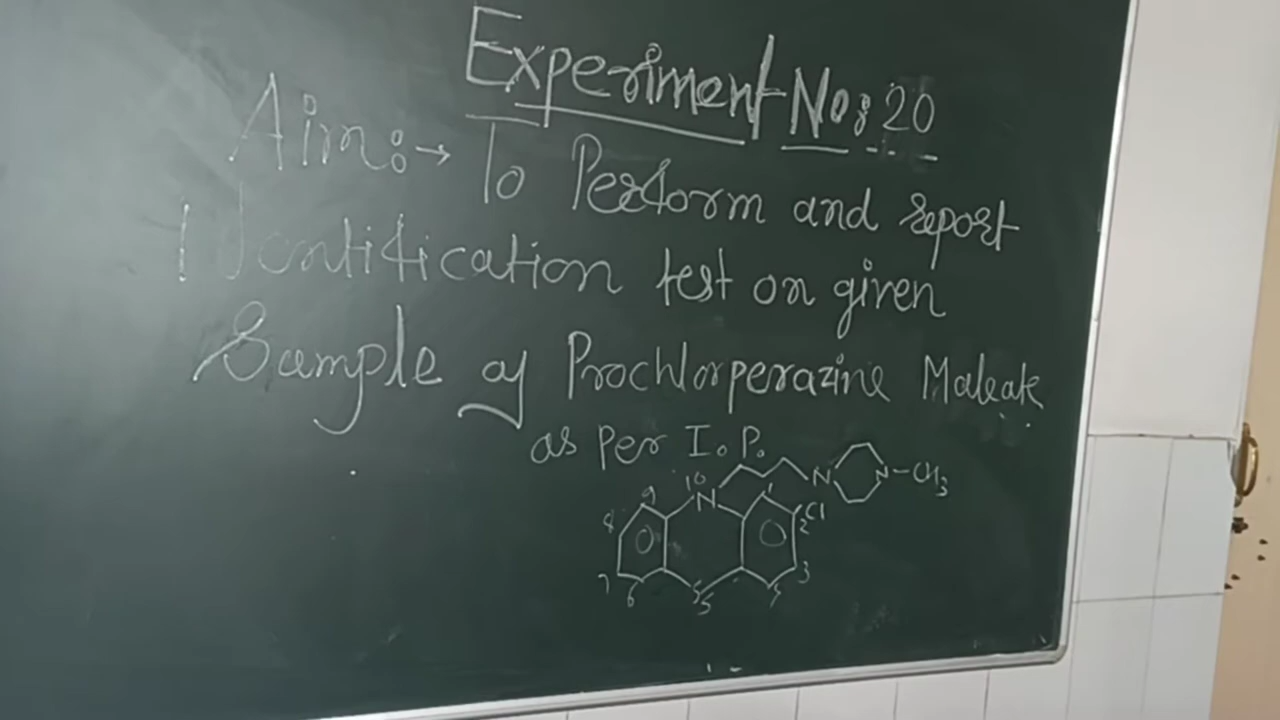 Experiment No: 20
Aim:→ To Perform and report
Identification test on given
Sample of Prochlorperazine Maleate
as Per I.P.
10
9
N
1
N
N-CH3
8
Cl
2
7
3
6
S
5
4